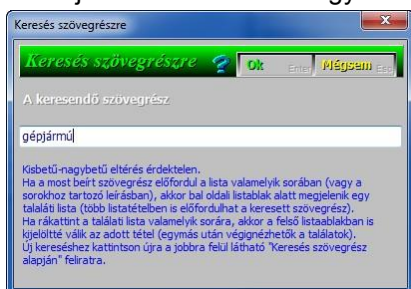 Keresés szövegrészre
Keresés szövegrészre ? Ok Enter Mégsem Esc
A keresendő szövegrész
gépjármú
Kisbetű-nagybetű eltérés érdektelen.
Ha a most beírt szövegrész előfordul a lista valamelyik sorában (vagy a
sorokhoz tartozó leírásban), akkor bal oldali listablak alatt megjelenik egy
találáti lista (több listatételben is előfordulhat a keresett szövegrész).
Ha rákattint a találati lista valamelyik sorára, akkor a felső listaablakban is
kijelöltté válik az adott tétel (egymás után végignézhetők a találatok).
Új kereséshez kattintson újra a jobbra felül látható "Keresés szövegrész
alapján" feliratra.